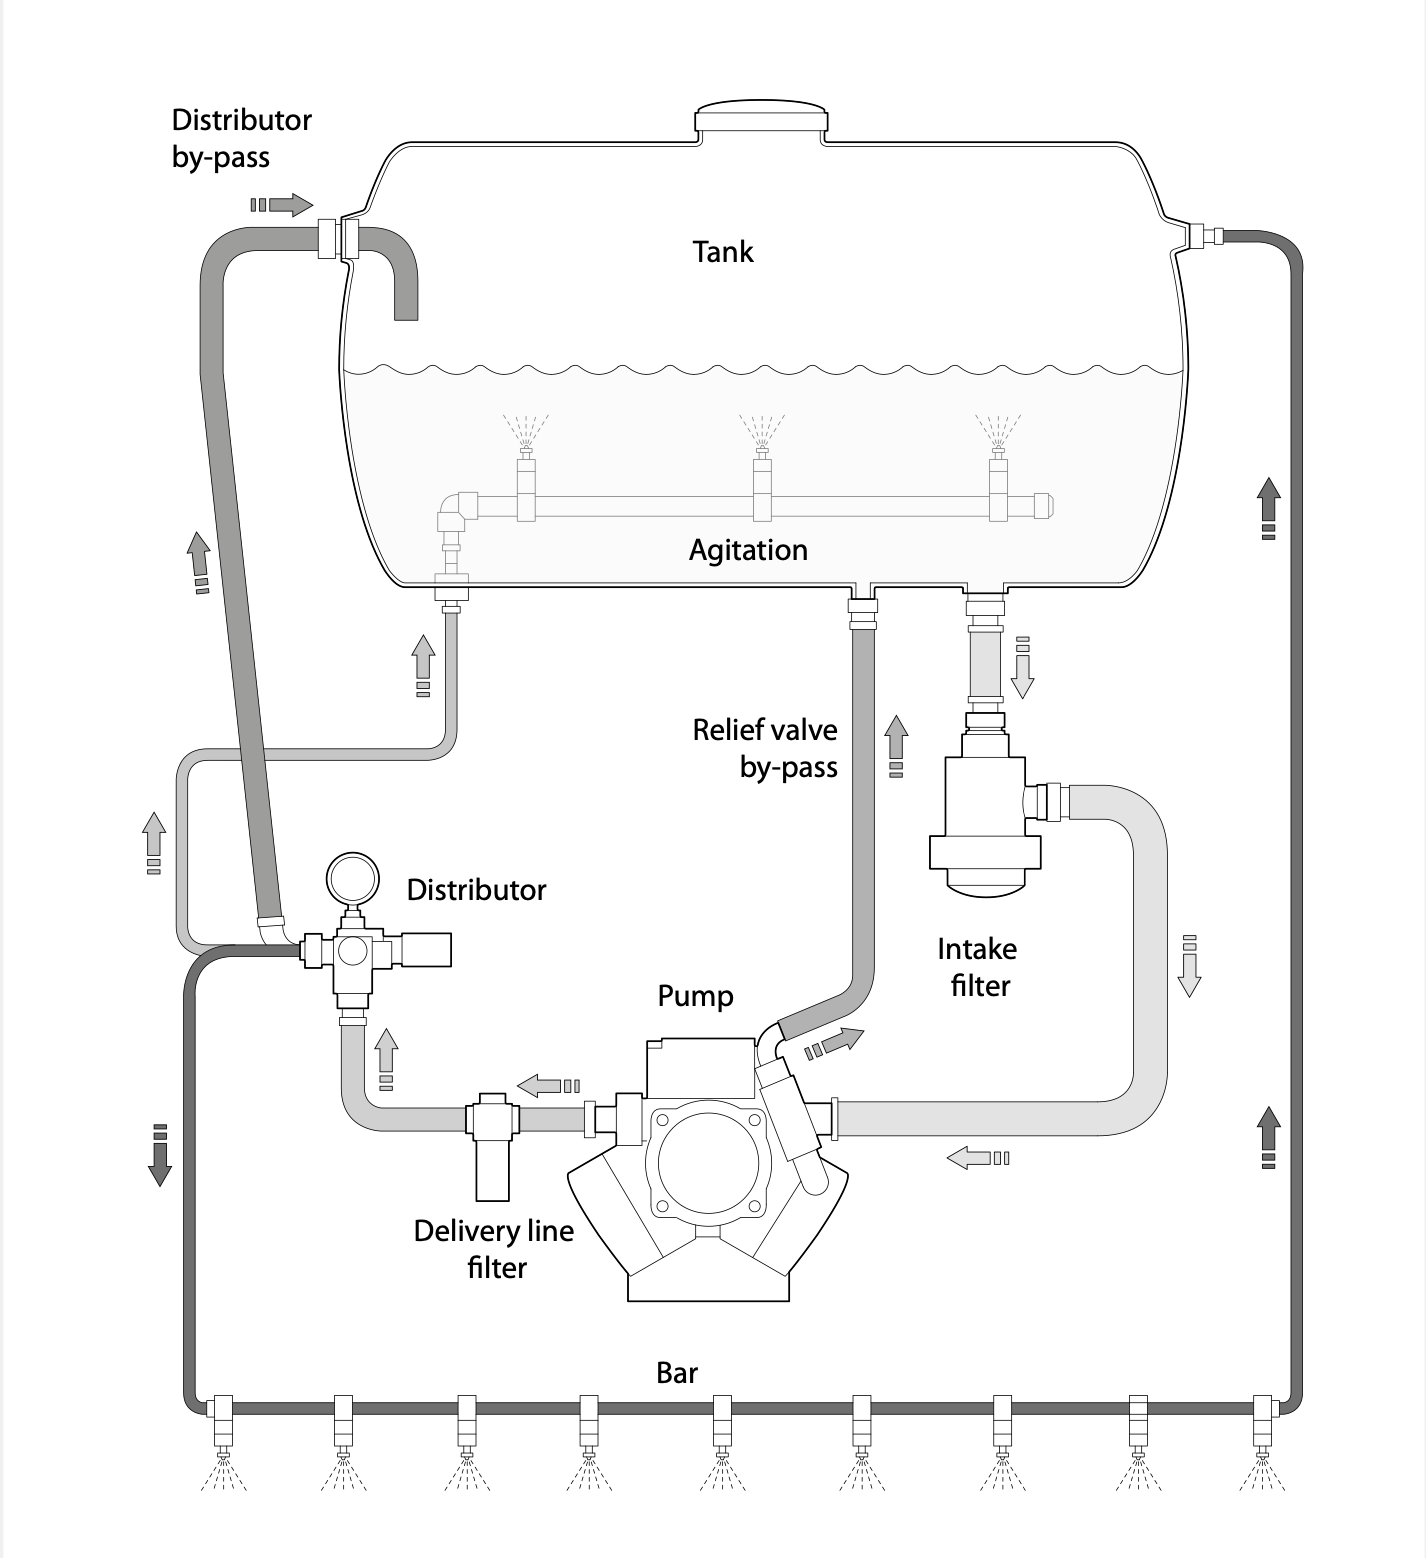 Distributor
by-pass
Tank
Agitation
Relief valve
by-pass
Distributor
Intake
filter
Pump
Delivery line
filter
Bar